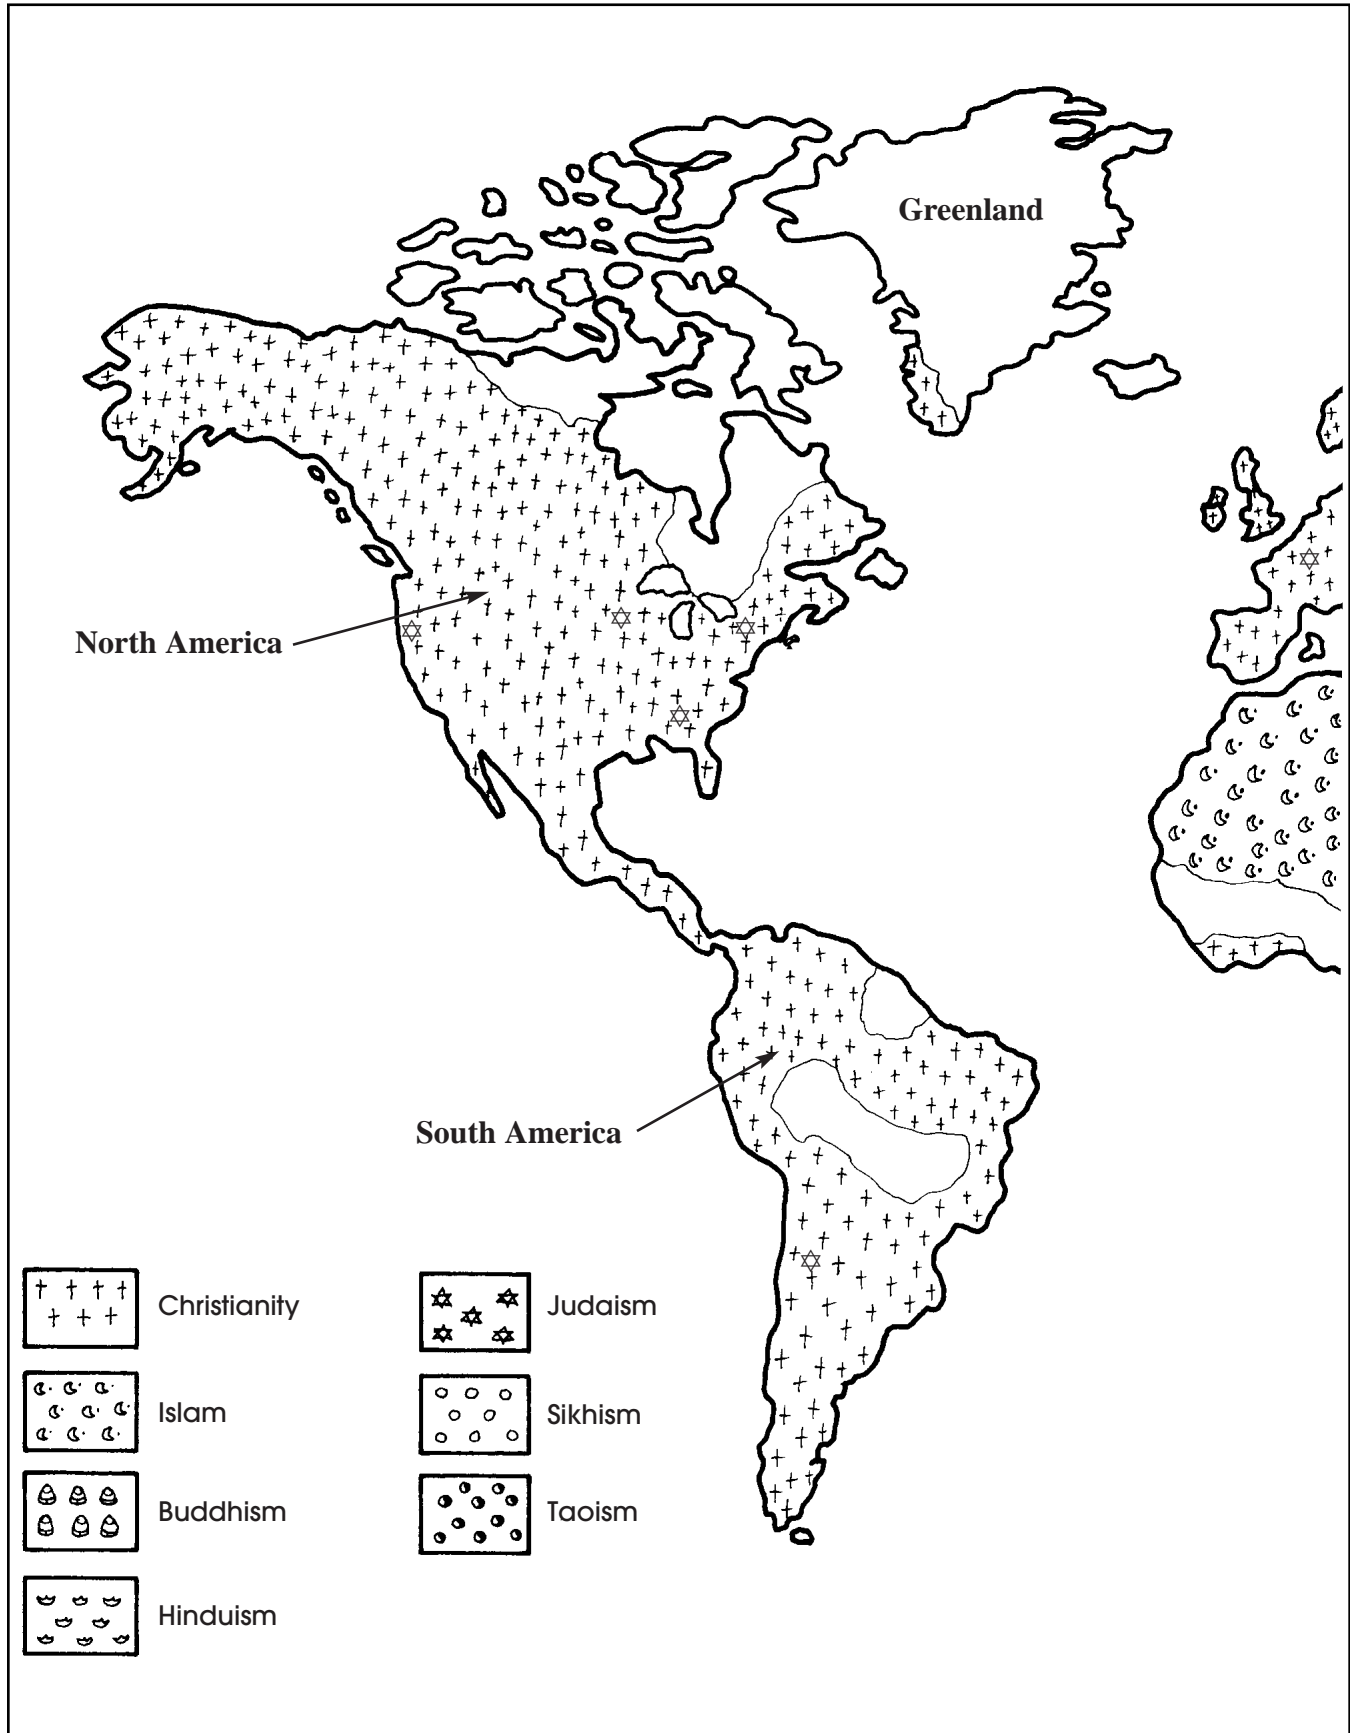 Greenland
North America
South America
Christianity
Judaism
Islam
Sikhism
Buddhism
Taoism
Hinduism